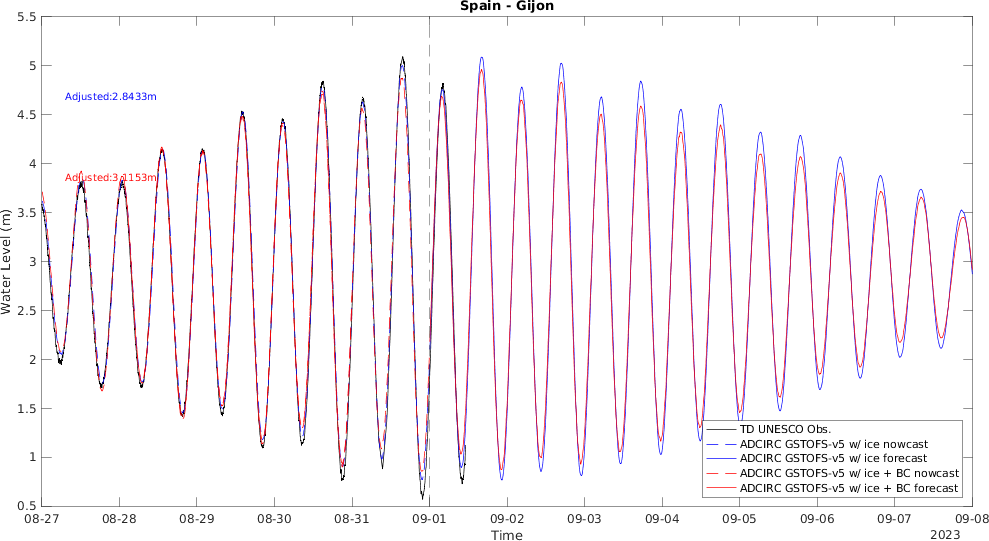 Spain - Gijon
5.5
5
4.5
4
3.5
3
2.5
2
1.5
1
0.5
Water Level (m)
Adjusted:2.8433m
Adjusted:3.1153m
TD UNESCO Obs.
ADCIRC GSTOFS-v5 w/ ice nowcast
ADCIRC GSTOFS-v5 w/ ice forecast
ADCIRC GSTOFS-v5 w/ ice + BC nowcast
ADCIRC GSTOFS-v5 w/ ice + BC forecast
08-27 08-28 08-29 08-30 08-31 09-01 09-02 09-03 09-04 09-05 09-06 09-07 09-08
Time
2023